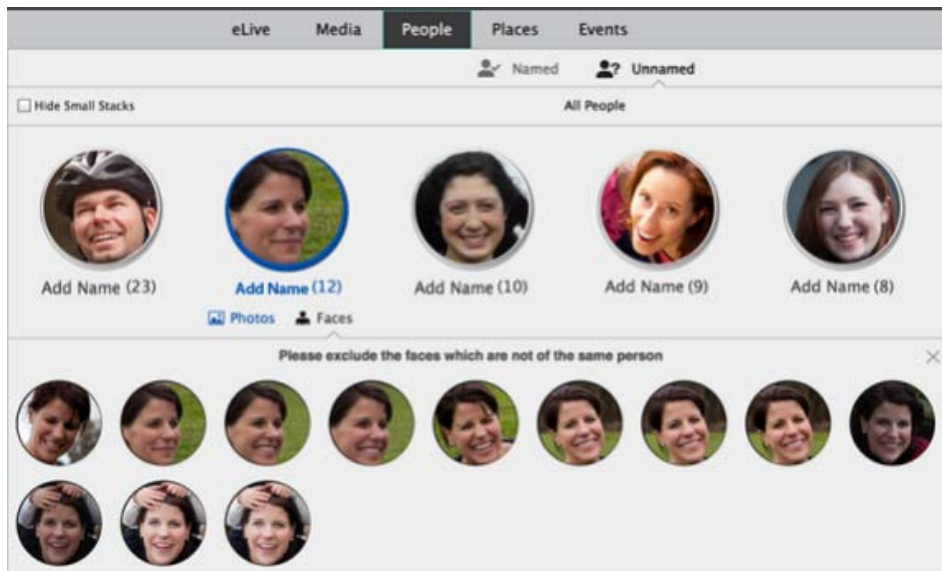 eLive Media People Places Events
Named Unnamed
Hide Small Stacks All People
Add Name (23) Add Name (12) Add Name (10) Add Name (9) Add Name (8)
Photos Faces
Please exclude the faces which are not of the same person